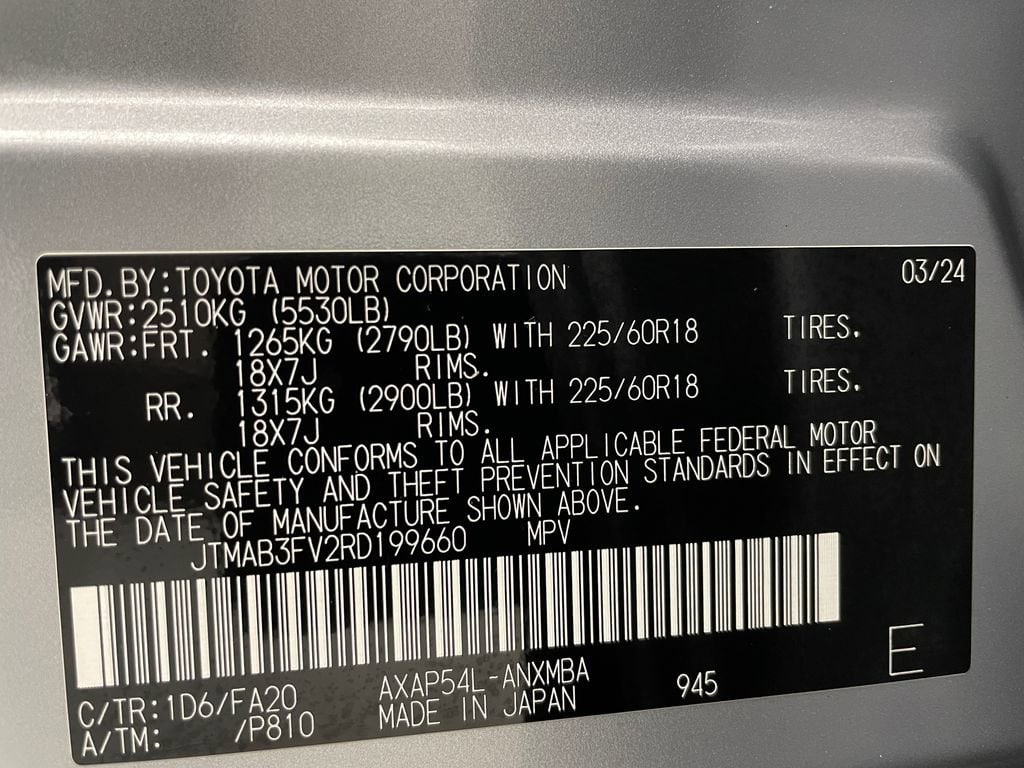 MFD.BY:TOYOTA MOTOR CORPORATION 03/24
GVWR:2510KG (5530LB)
GAWR:FRT. 1265KG (2790LB) WITH 225/60R18 TIRES.
18X7J RIMS.
RR. 1315KG (2900LB) WITH 225/60R18 TIRES.
18X7J RIMS.
THIS VEHICLE CONFORMS TO ALL APPLICABLE FEDERAL MOTOR
VEHICLE SAFETY AND THEFT PREVENTION STANDARDS IN EFFECT ON
THE DATE OF MANUFACTURE SHOWN ABOVE.
JTMAB3FV2RD199660 MPV
E
C/TR:1D6/FA20 AXAP54L-ANXMBA 945
A/TM: /P810 MADE IN JAPAN